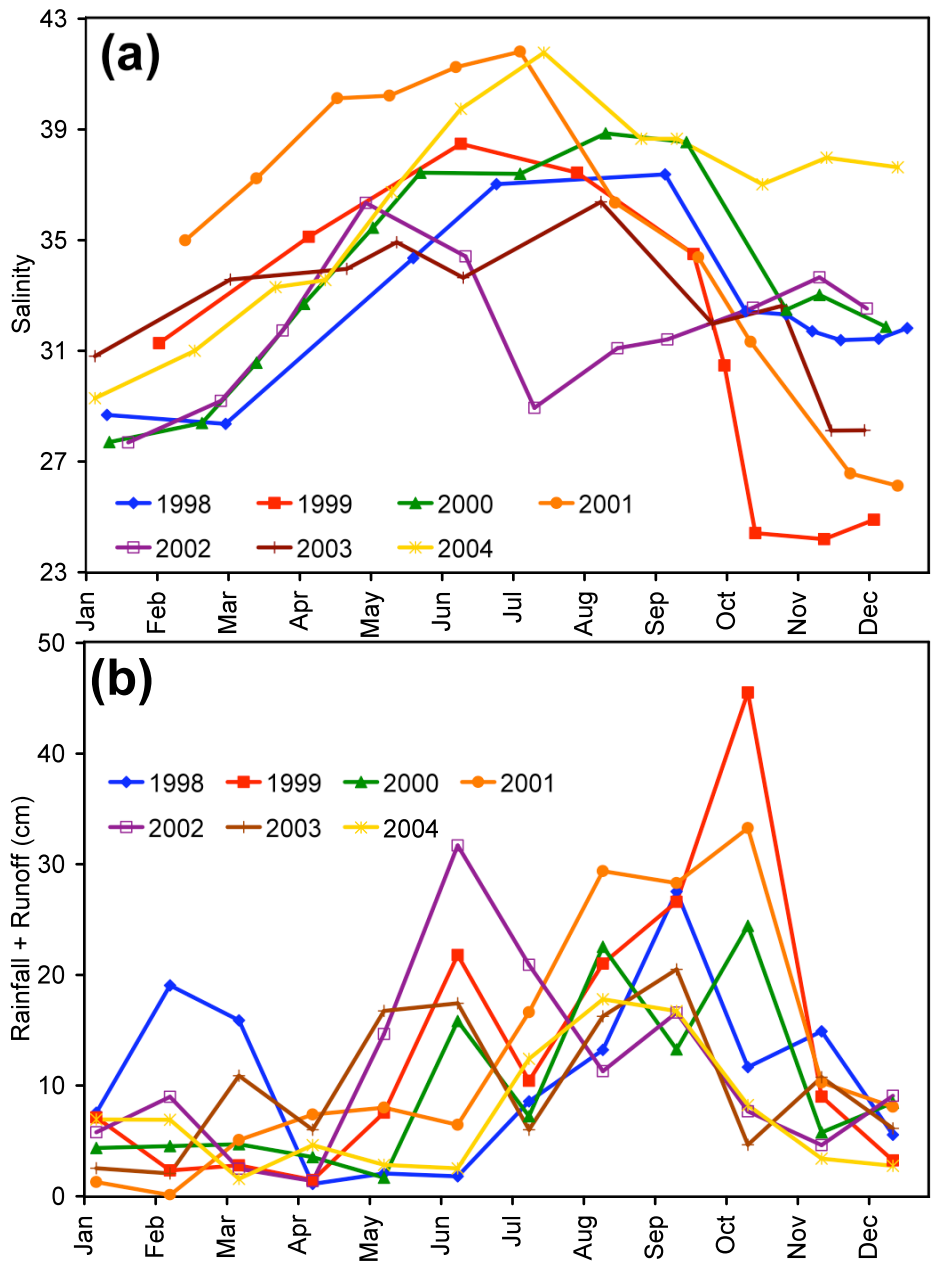 (a)
Salinity
43
39
35
31
27
23
1998 1999 2000 2001
2002 2003 2004
Jan Feb Mar Apr May Jun Jul Aug Sep Oct Nov Dec
(b)
Rainfall + Runoff (cm)
50
40
30
20
10
0
1998 1999 2000 2001
2002 2003 2004
Jan Feb Mar Apr May Jun Jul Aug Sep Oct Nov Dec